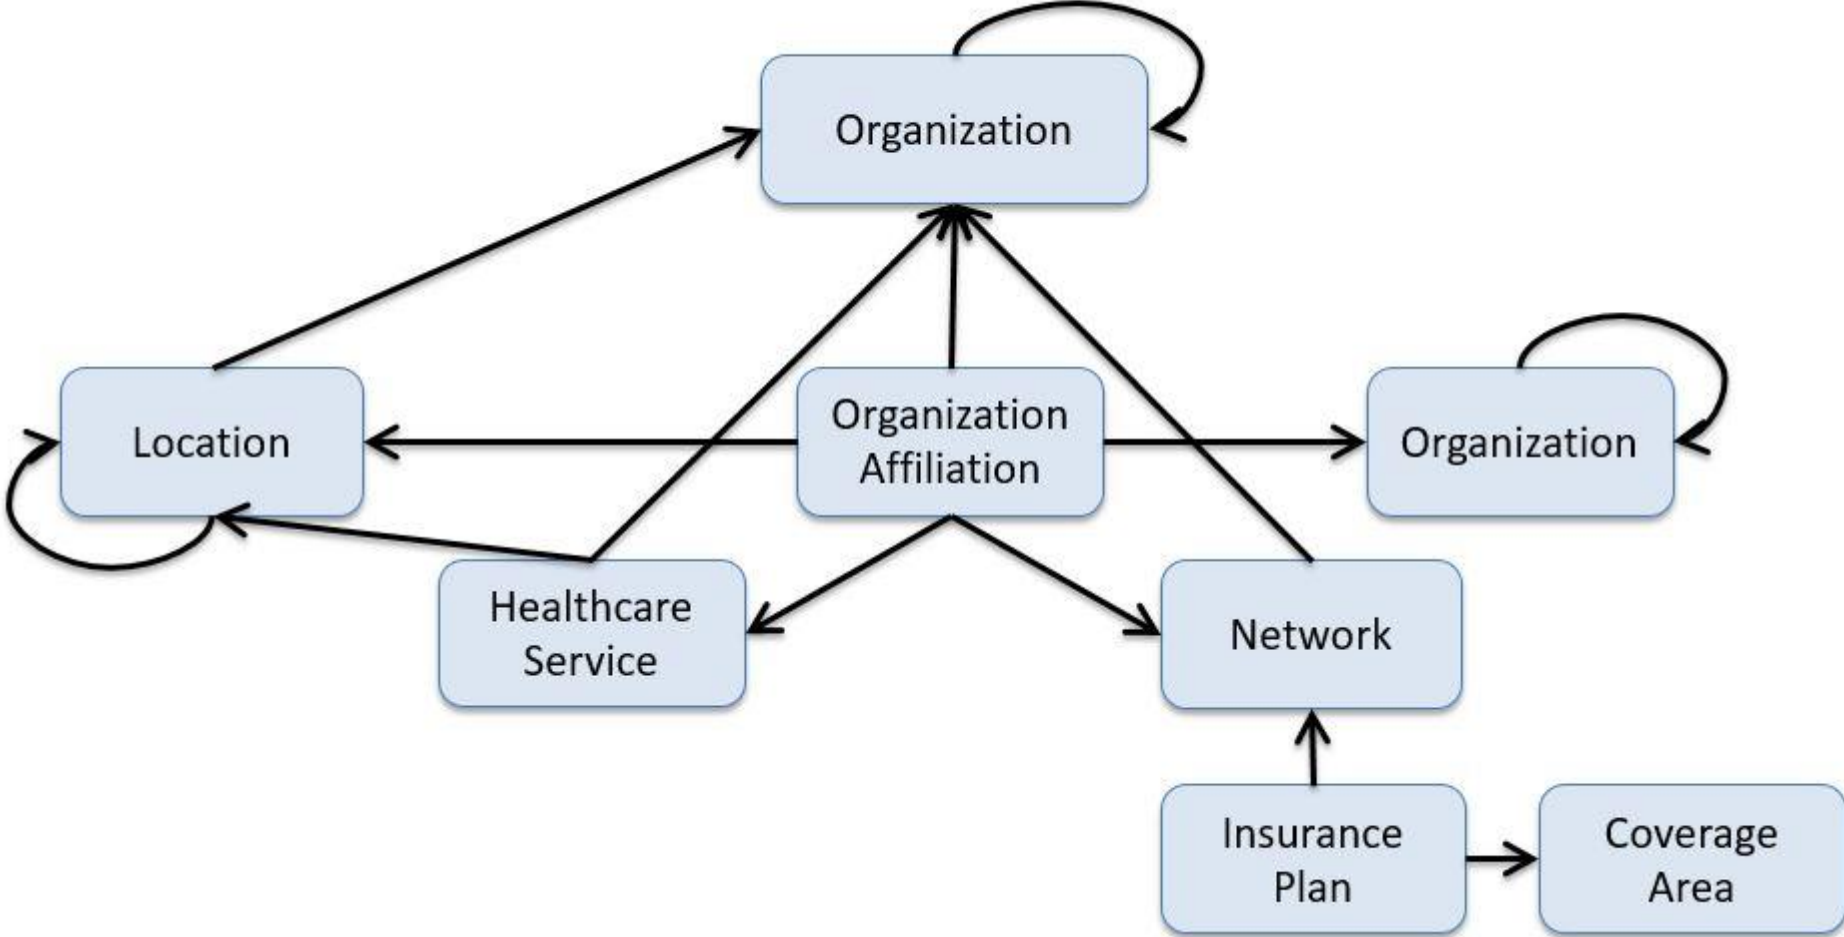 Organization
Location
Organization
Affiliation
Organization
Healthcare
Service
Network
Insurance
Plan
Coverage
Area